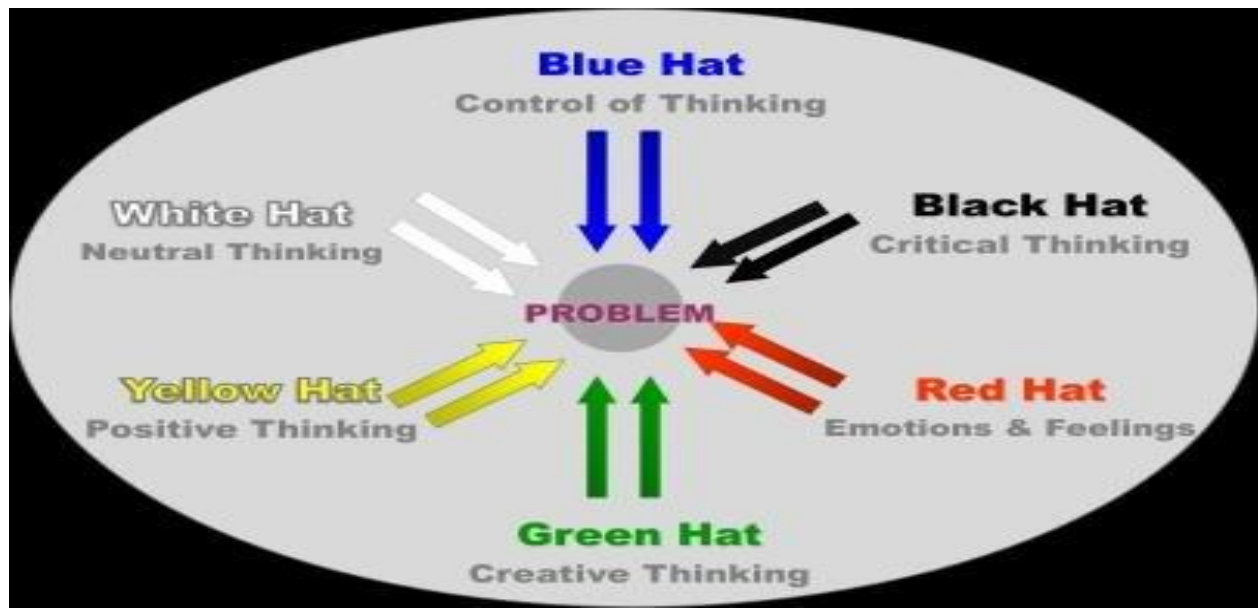 Blue Hat
Control of Thinking
White Hat
Neutral Thinking
Black Hat
Critical Thinking
PROBLEM
Yellow Hat
Positive Thinking
Red Hat
Emotions & Feelings
Green Hat
Creative Thinking